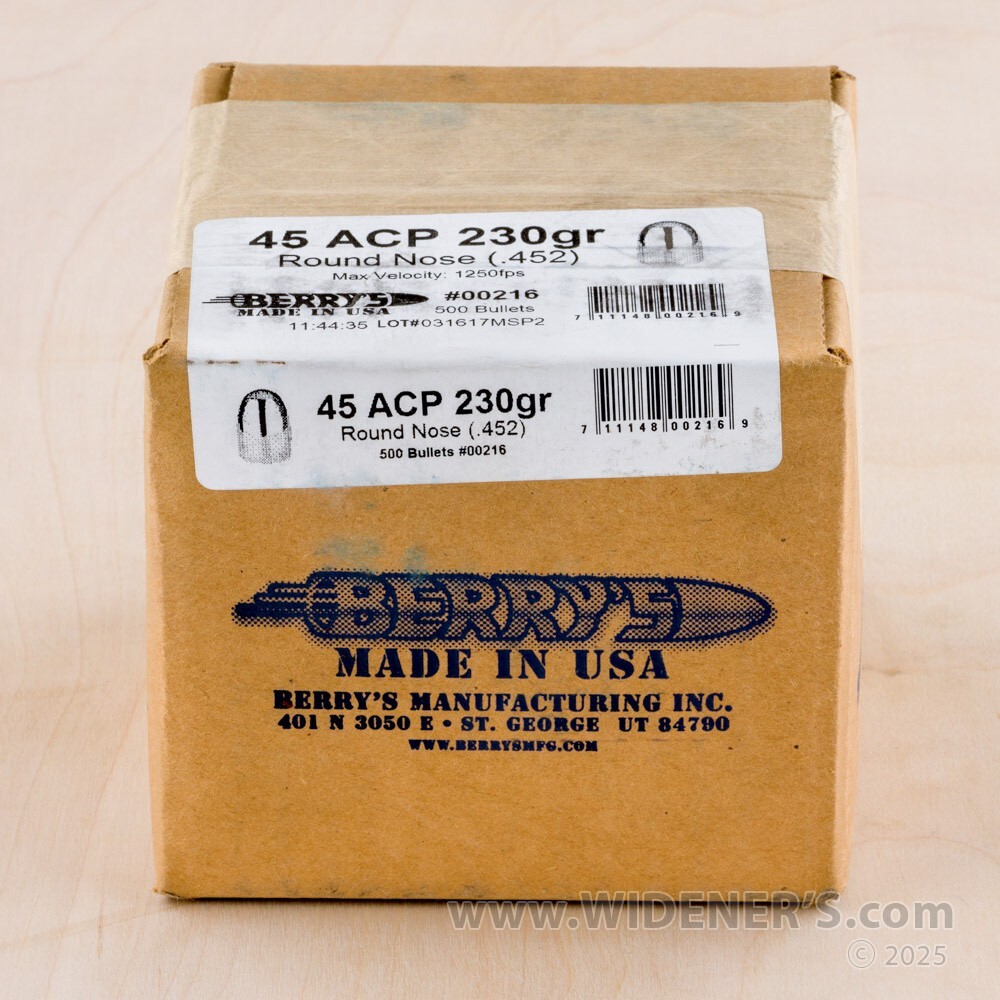 45 ACP 230gr
Round Nose (.452)
Max Velocity: 1250fps
BERRY'S
MADE IN USA
#00216
500 Bullets
11:44:35 LOT#031617MSP2
7 11148 00216 9
45 ACP 230gr
Round Nose (.452)
500 Bullets #00216
7 11148 00216 9
BERRY'S
MADE IN USA
BERRY'S MANUFACTURING INC.
401 N 3050 E • ST. GEORGE UT 84790
WWW.BERRYSMFG.COM
www.WIDENER'S.com
© 2025